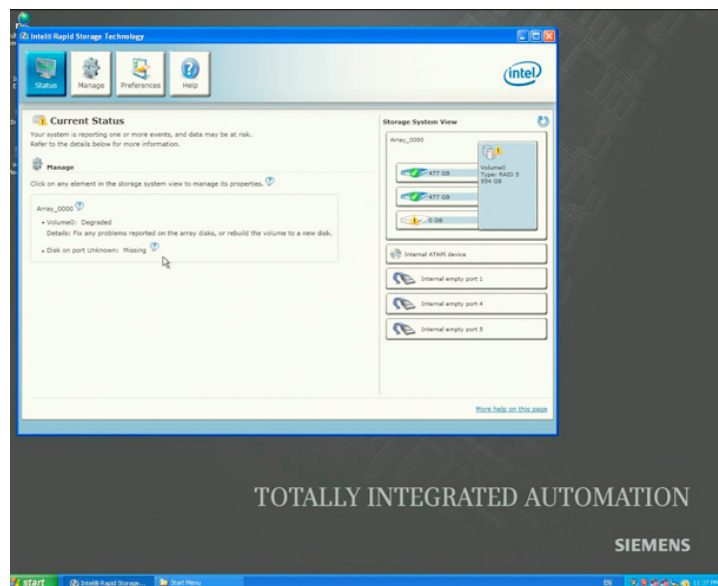 Intel® Rapid Storage Technology
Status
Manage
Preferences
Help
intel
Current Status
Your system is reporting one or more events, and data may be at risk.
Refer to the details below for more information.
Manage
Click on any element in the storage system view to manage its properties.
Array_0000
• Volume0: Degraded
Details: Fix any problems reported on the array disks, or rebuild the volume to a new disk.
• Disk on port Unknown: Missing
Storage System View
Array_0000
477 GB
477 GB
0 GB
Volume0
Type: RAID 5
954 GB
Internal ATAPI device
Internal empty port 1
Internal empty port 4
Internal empty port 5
More help on this page
TOTALLY INTEGRATED AUTOMATION
SIEMENS
start
Intel® Rapid Storage...
Start Menu
EN
11:37 PM